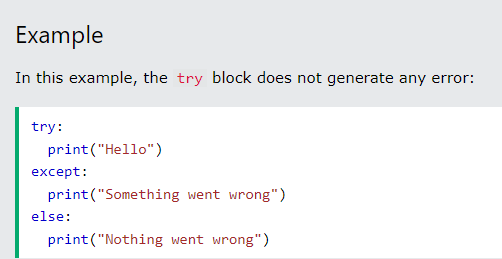 Example
In this example, the try block does not generate any error:
try:
  print("Hello")
except:
  print("Something went wrong")
else:
  print("Nothing went wrong")